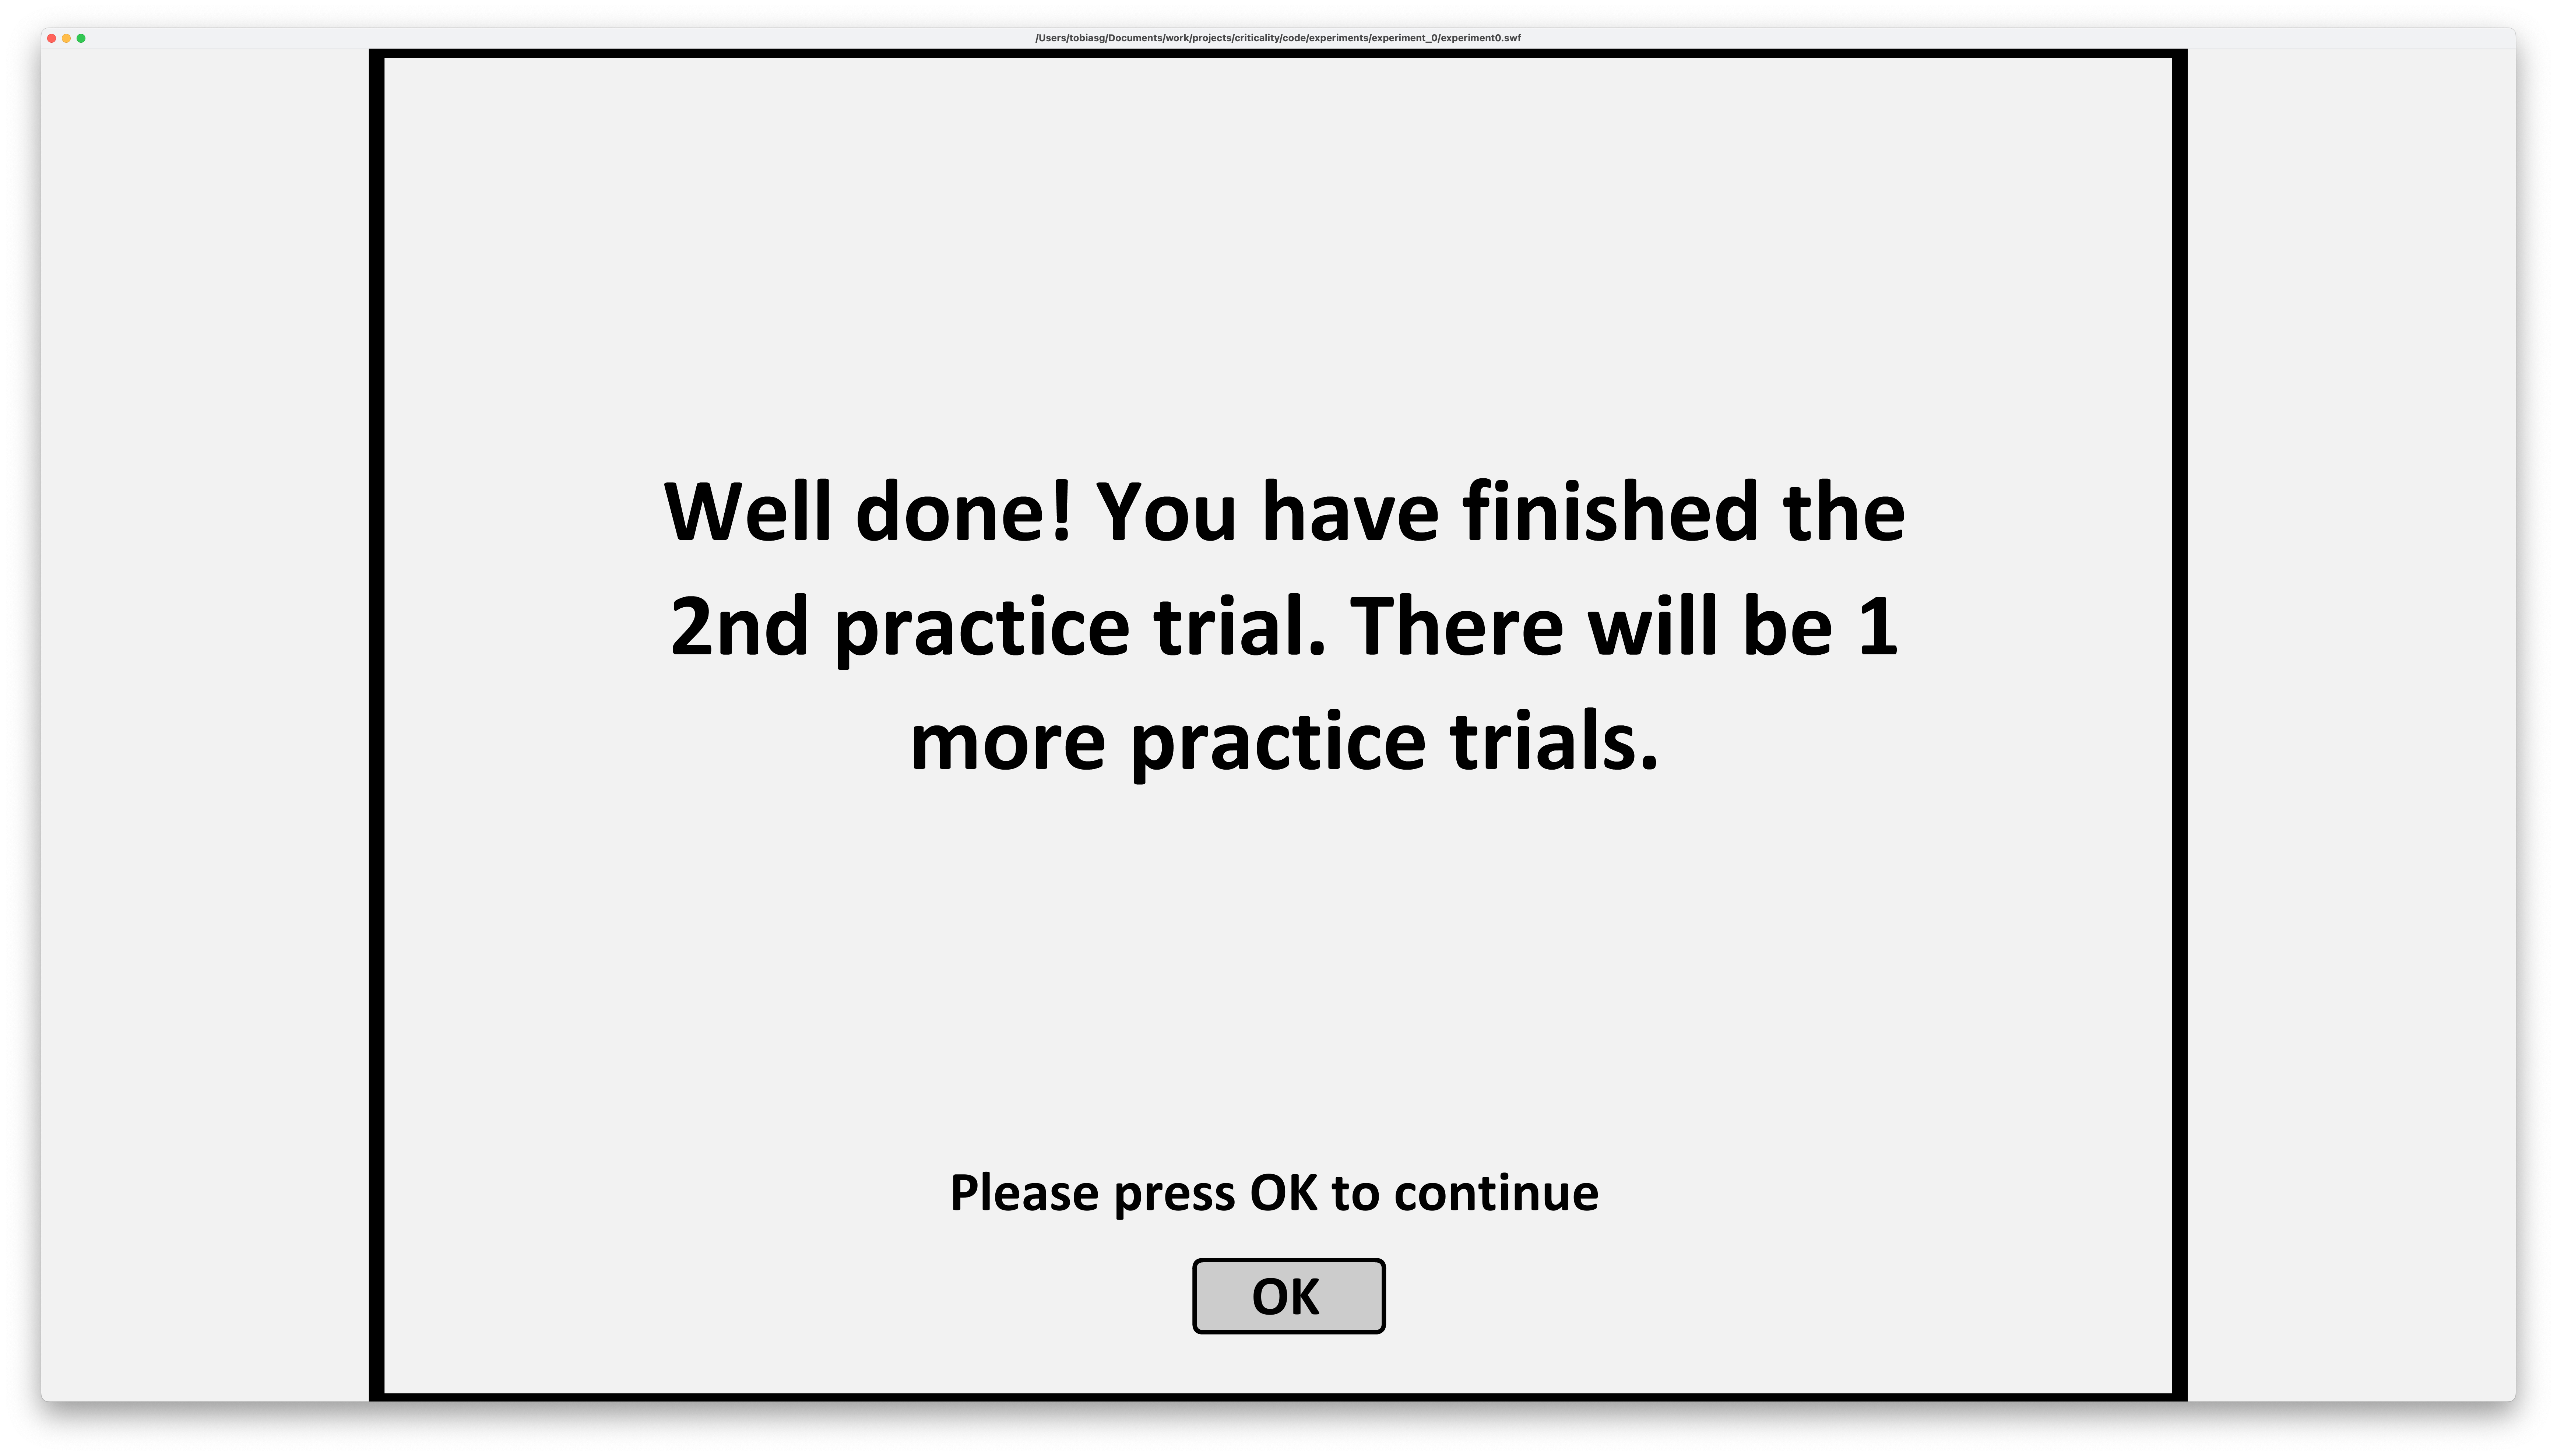 /Users/tobiasg/Documents/work/projects/criticality/code/experiments/experiment_0/experiment0.swf
Well done! You have finished the
2nd practice trial. There will be 1
more practice trials.
Please press OK to continue
OK